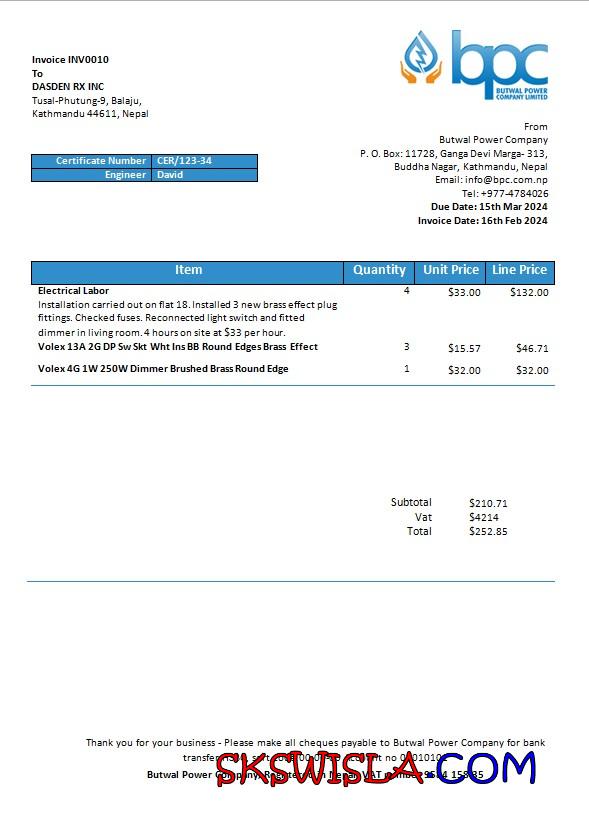 Invoice INV0010
To
DASDEN RX INC
Tusal-Phutung-9, Balaju,
Kathmandu 44611, Nepal
bpc
BUTWAL POWER
COMPANY LIMITED
From
Butwal Power Company
P. O. Box: 11728, Ganga Devi Marga- 313,
Buddha Nagar, Kathmandu, Nepal
Email: info@bpc.com.np
Tel: +977-4784026
Due Date: 15th Mar 2024
Invoice Date: 16th Feb 2024
Certificate Number CER/123-34
Engineer David
Item Quantity Unit Price Line Price
Electrical Labor 4 $33.00 $132.00
Installation carried out on flat 18. Installed 3 new brass effect plug
fittings. Checked fuses. Reconnected light switch and fitted
dimmer in living room. 4 hours on site at $33 per hour.
Volex 13A 2G DP Sw Skt Wht Ins BB Round Edges Brass Effect 3 $15.57 $46.71
Volex 4G 1W 250W Dimmer Brushed Brass Round Edge 1 $32.00 $32.00
Subtotal $210.71
Vat $4214
Total $252.85
Thank you for your business - Please make all cheques payable to Butwal Power Company for bank
transfer no
Butwal Power Registered in Nepal VAT
SKSWISLA.COM